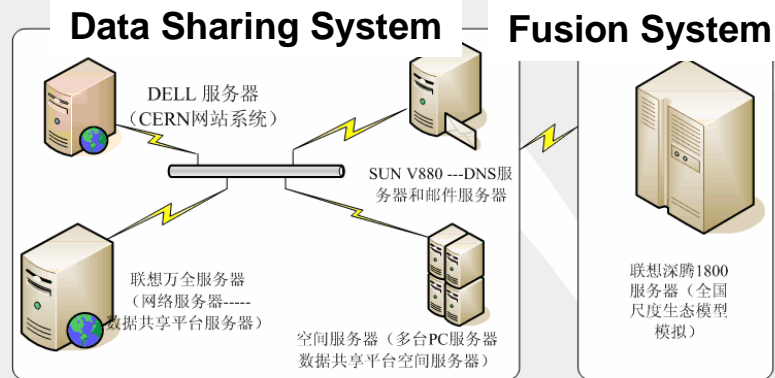 Data Sharing System
Fusion System
DELL 服务器
（CERN网站系统）
SUN V880 ---DNS服
务器和邮件服务器
联想万全服务器
（网络服务器-----
数据共享平台服务器）
空间服务器（多台PC服务器
数据共享平台空间服务器）
联想深腾1800
服务器（全国
尺度生态模型
模拟）